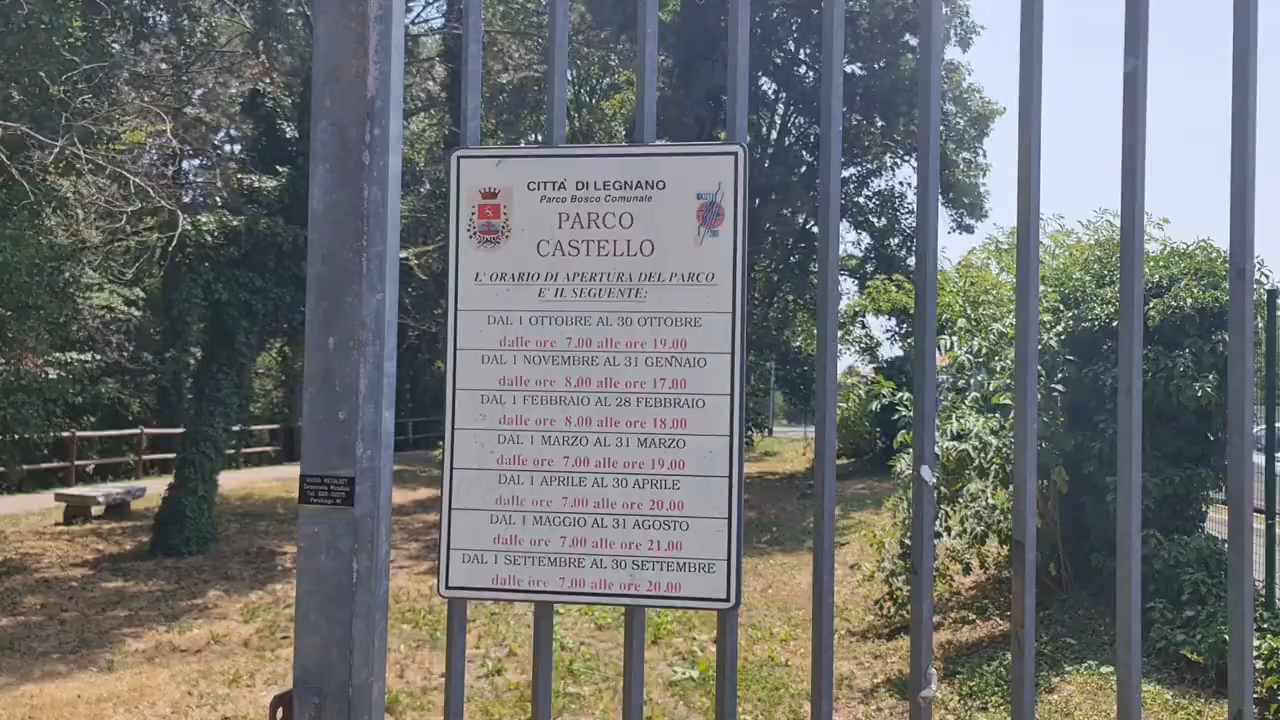 CITTÀ DI LEGNANO
Parco Bosco Comunale
PARCO
CASTELLO
L' ORARIO DI APERTURA DEL PARCO
E' IL SEGUENTE:
DAL 1 OTTOBRE AL 30 OTTOBRE
dalle ore 7.00 alle ore 19.00
DAL 1 NOVEMBRE AL 31 GENNAIO
dalle ore 8.00 alle ore 17.00
DAL 1 FEBBRAIO AL 28 FEBBRAIO
dalle ore 8.00 alle ore 18.00
DAL 1 MARZO AL 31 MARZO
dalle ore 7.00 alle ore 19.00
DAL 1 APRILE AL 30 APRILE
dalle ore 7.00 alle ore 20.00
DAL 1 MAGGIO AL 31 AGOSTO
dalle ore 7.00 alle ore 21.00
DAL 1 SETTEMBRE AL 30 SETTEMBRE
dalle ore 7.00 alle ore 20.00